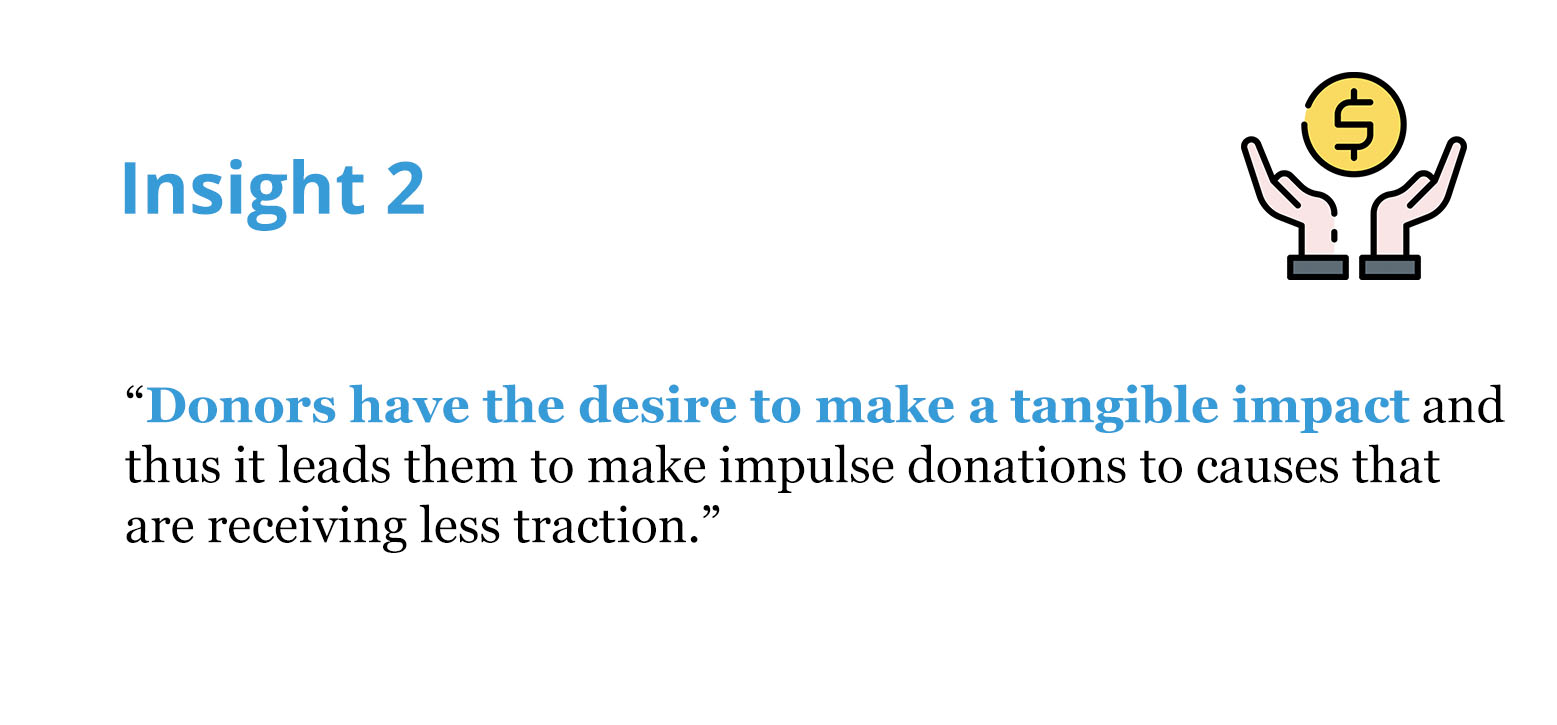 Insight 2
$
“Donors have the desire to make a tangible impact and
thus it leads them to make impulse donations to causes that
are receiving less traction.”